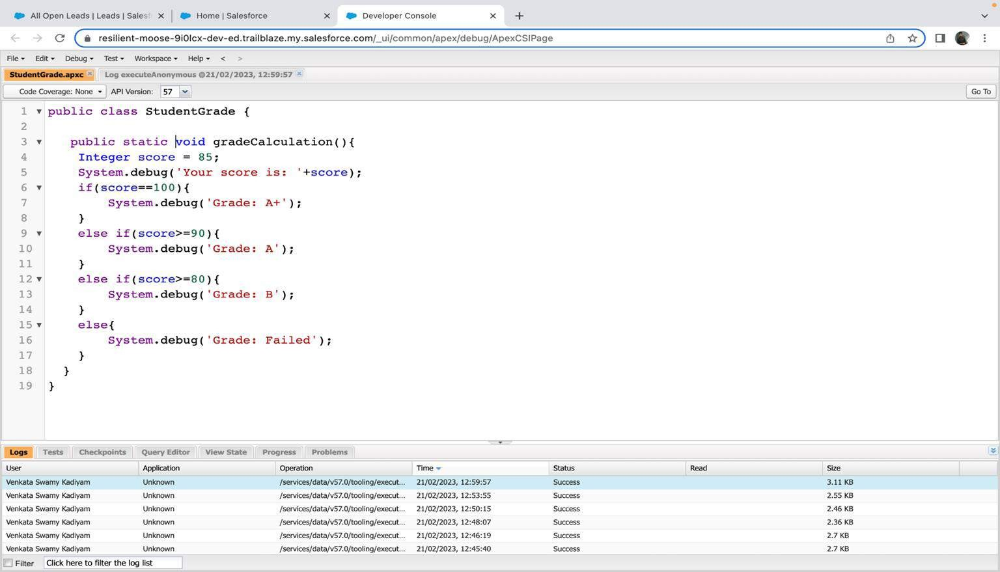 All Open Leads | Leads | Salesf
Home | Salesforce
Developer Console
resilient-moose-9i0lcx-dev-ed.trailblaze.my.salesforce.com/_ui/common/apex/debug/ApexCSIPage
File Edit Debug Test Workspace Help < >
StudentGrade.apxc Log executeAnonymous @21/02/2023, 12:59:57
Code Coverage: None API Version: 57 Go To
1 public class StudentGrade {
2
3 public static void gradeCalculation(){
4 Integer score = 85;
5 System.debug('Your score is: '+score);
6 if(score==100){
7 System.debug('Grade: A+');
8 }
9 else if(score>=90){
10 System.debug('Grade: A');
11 }
12 else if(score>=80){
13 System.debug('Grade: B');
14 }
15 else{
16 System.debug('Grade: Failed');
17 }
18 }
19 }
Logs Tests Checkpoints Query Editor View State Progress Problems
User Application Operation Time Status Read Size
Venkata Swamy Kadiyam Unknown /services/data/v57.0/tooling/execut... 21/02/2023, 12:59:57 Success 3.11 KB
Venkata Swamy Kadiyam Unknown /services/data/v57.0/tooling/execut... 21/02/2023, 12:53:55 Success 2.55 KB
Venkata Swamy Kadiyam Unknown /services/data/v57.0/tooling/execut... 21/02/2023, 12:50:15 Success 2.46 KB
Venkata Swamy Kadiyam Unknown /services/data/v57.0/tooling/execut... 21/02/2023, 12:48:07 Success 2.36 KB
Venkata Swamy Kadiyam Unknown /services/data/v57.0/tooling/execut... 21/02/2023, 12:46:19 Success 2.7 KB
Venkata Swamy Kadiyam Unknown /services/data/v57.0/tooling/execut... 21/02/2023, 12:45:40 Success 2.7 KB
Filter Click here to filter the log list